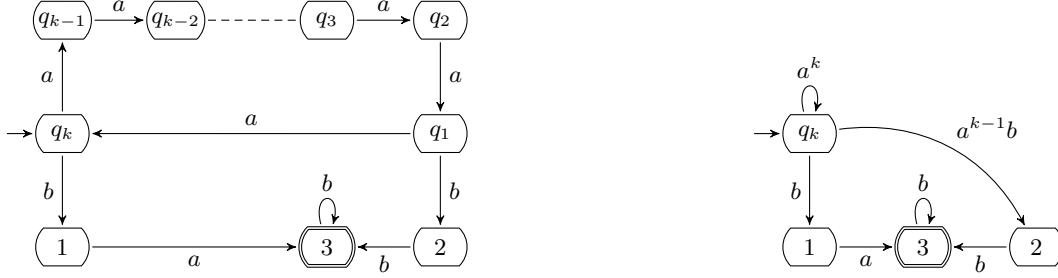 a a
q_{k−1} q_{k−2} q_3 q_2
a a a^k
q_k a q_1 q_k a^{k−1}b
b b b b b
1 a 3 b 2 1 a 3 b 2